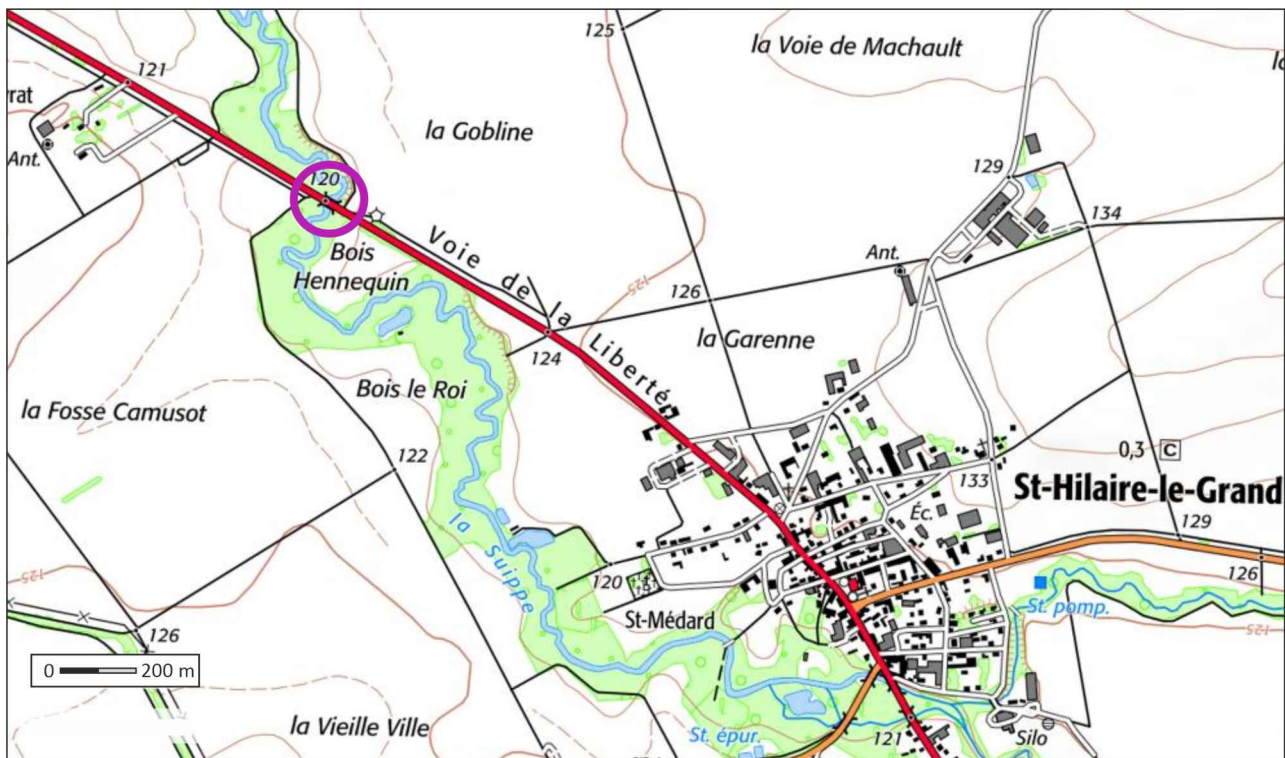 125
la Voie de Machault
121
la Gobline
Ant.
129
120
134
Voie de la Liberté
Bois
Hennequin
Ant.
125
126
124
la Garenne
Bois le Roi
la Fosse Camusot
122
0,3 C
133
St-Hilaire-le-Grand
Éc.
129
la Suippe
120
126
125
St-Médard
St. pomp.
125
126
0 200 m
la Vieille Ville
St. épur.
121
Silo